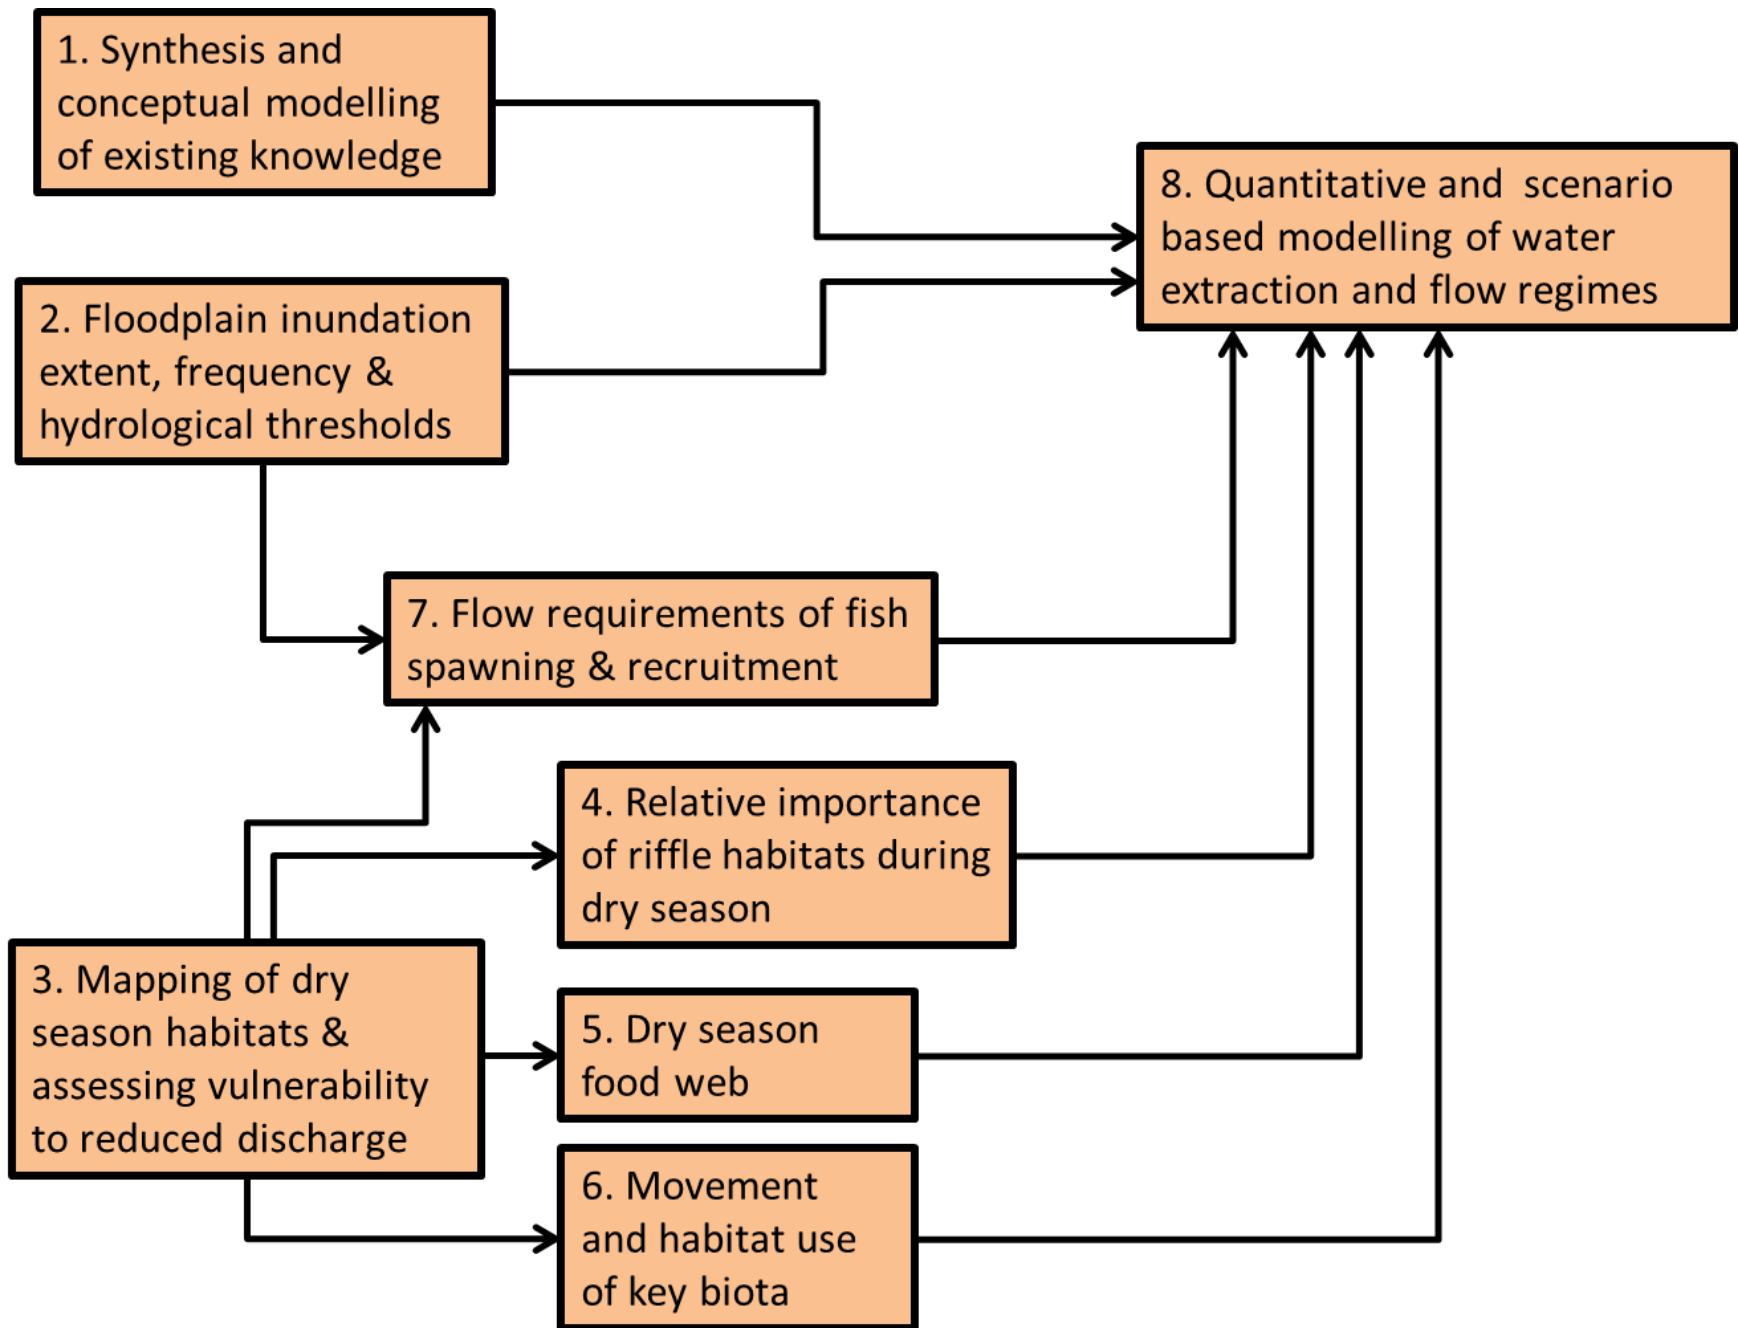 1. Synthesis and
conceptual modelling
of existing knowledge
8. Quantitative and scenario
based modelling of water
extraction and flow regimes
2. Floodplain inundation
extent, frequency &
hydrological thresholds
7. Flow requirements of fish
spawning & recruitment
4. Relative importance
of riffle habitats during
dry season
3. Mapping of dry
season habitats &
assessing vulnerability
to reduced discharge
5. Dry season
food web
6. Movement
and habitat use
of key biota